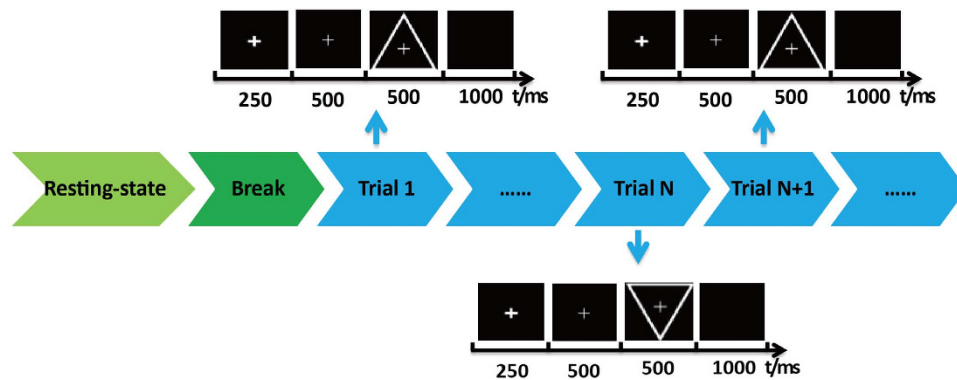 250 500 500 1000 t/ms
250 500 500 1000 t/ms
Resting-state Break Trial 1 ...... Trial N Trial N+1 ......
250 500 500 1000 t/ms